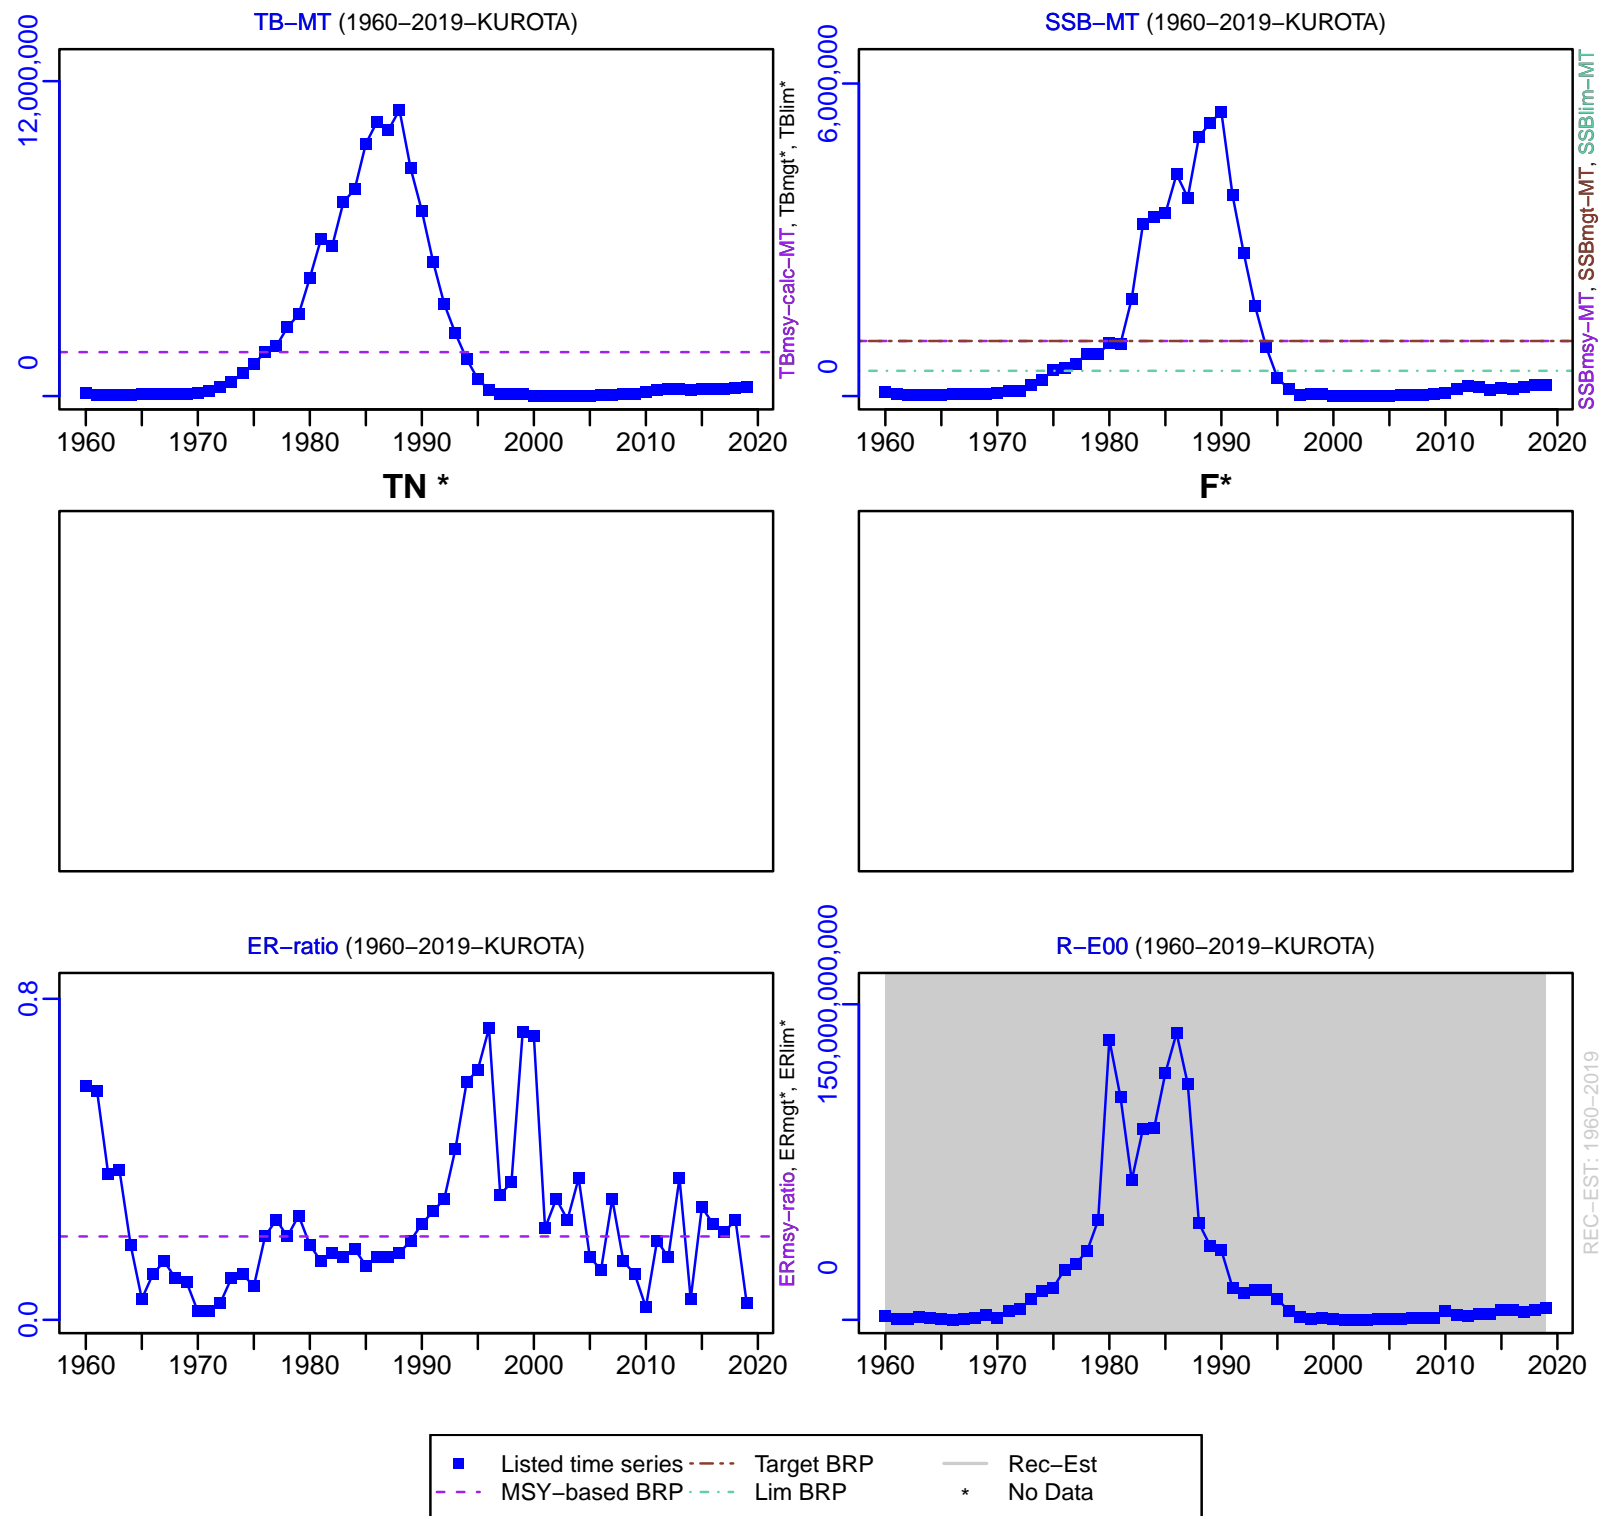 TB−MT (1960−2019−KUROTA)
12,000,000
0
1960 1970 1980 1990 2000 2010 2020
TBmsy−calc−MT, TBmgt*, TBlim*
SSB−MT (1960−2019−KUROTA)
6,000,000
0
1960 1970 1980 1990 2000 2010 2020
SSBmsy−MT, SSBmgt−MT, SSBlim−MT
TN *
F*
ER−ratio (1960−2019−KUROTA)
0.8
0.0
1960 1970 1980 1990 2000 2010 2020
ERmsy−ratio, ERmgt*, ERlim*
R−E00 (1960−2019−KUROTA)
150,000,000,000
0
1960 1970 1980 1990 2000 2010 2020
REC−EST: 1960−2019
Listed time series
MSY−based BRP
Target BRP
Lim BRP
Rec−Est
* No Data